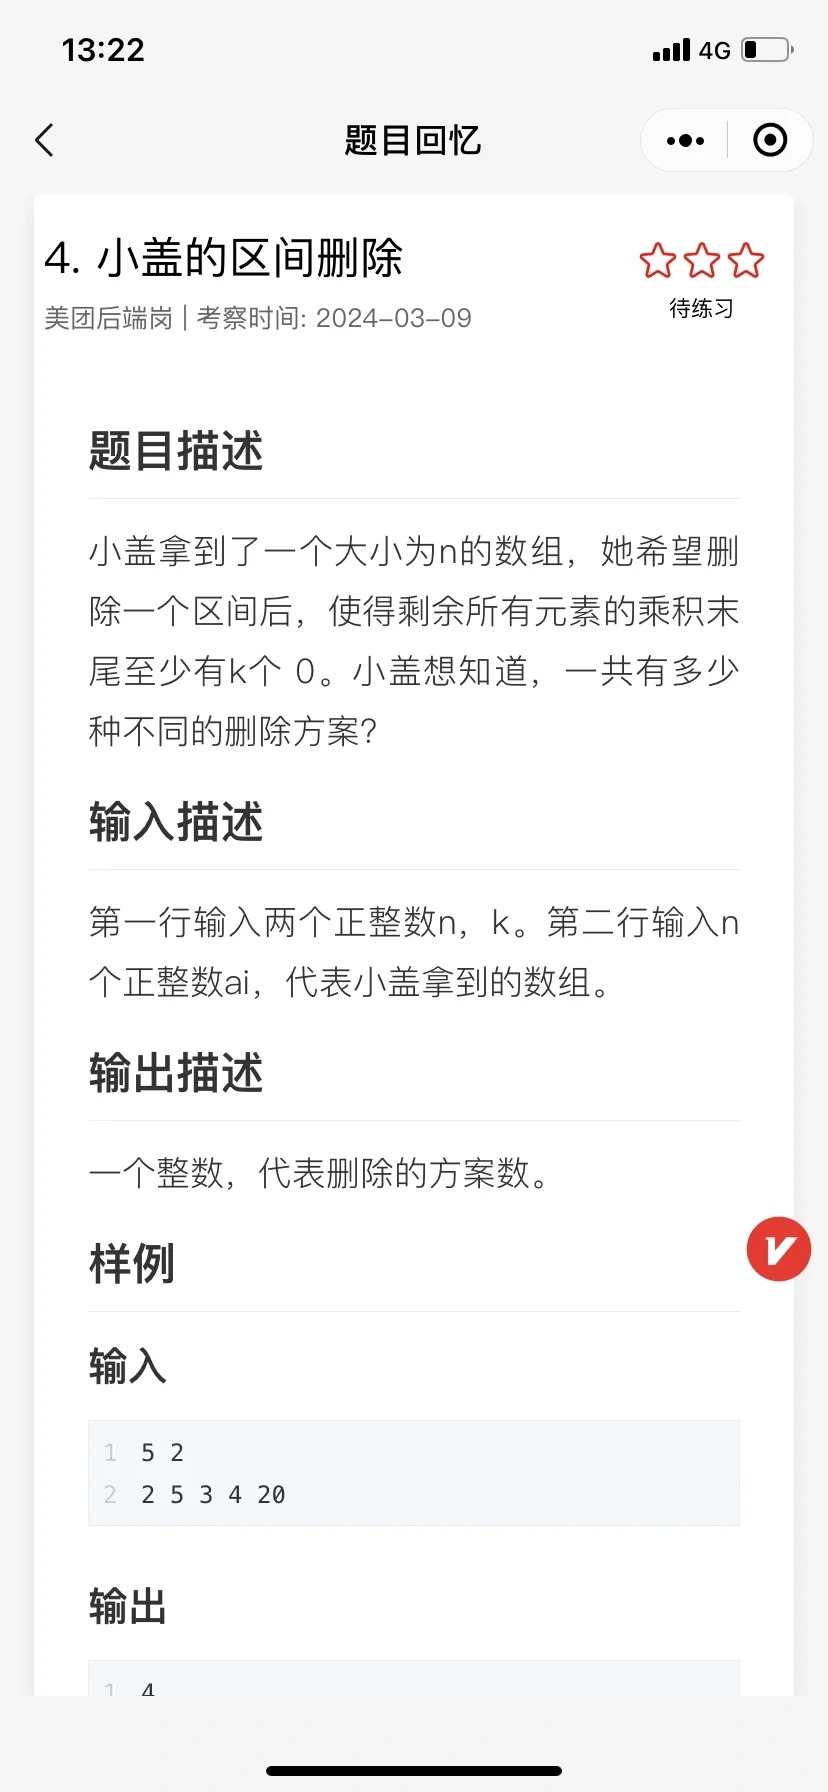 13:22
4G
题目回忆
4. 小盖的区间删除
美团后端岗 | 考察时间: 2024-03-09
待练习
题目描述
小盖拿到了一个大小为n的数组，她希望删
除一个区间后，使得剩余所有元素的乘积末
尾至少有k个 0。小盖想知道，一共有多少
种不同的删除方案？
输入描述
第一行输入两个正整数n，k。第二行输入n
个正整数ai，代表小盖拿到的数组。
输出描述
一个整数，代表删除的方案数。
样例
输入
1 5 2
2 2 5 3 4 20
输出
1 4